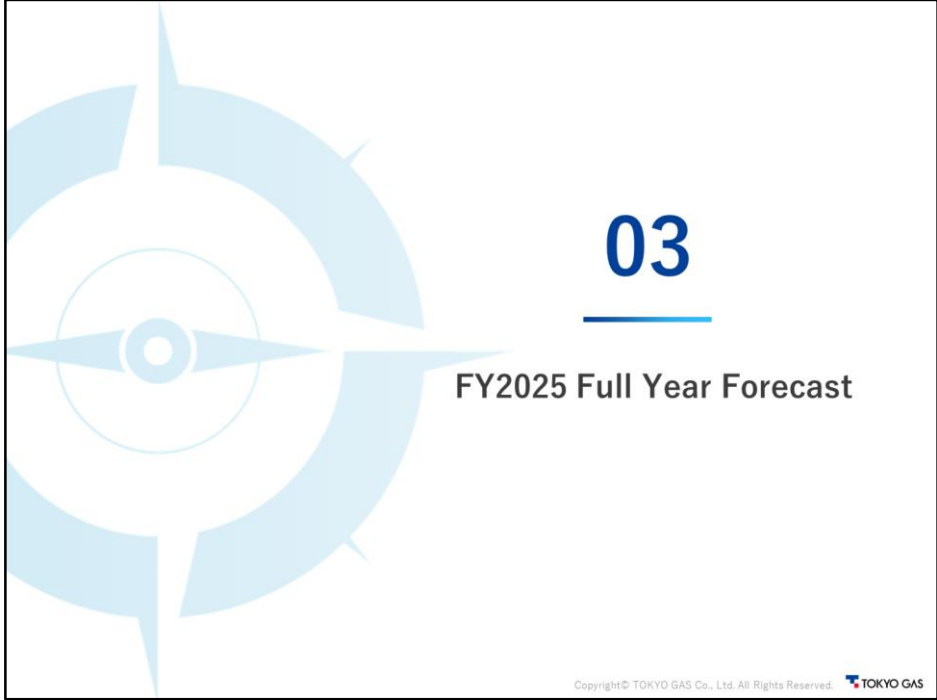 03
FY2025 Full Year Forecast
Copyright© TOKYO GAS Co., Ltd. All Rights Reserved.
TOKYO GAS